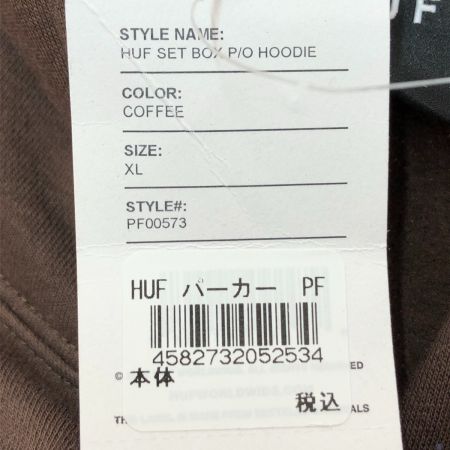 UF
STYLE NAME:
HUF SET BOX P/O HOODIE
COLOR:
COFFEE
SIZE:
XL
STYLE#:
PF00573
HUF パーカー PF
4582732052534
本体
税込